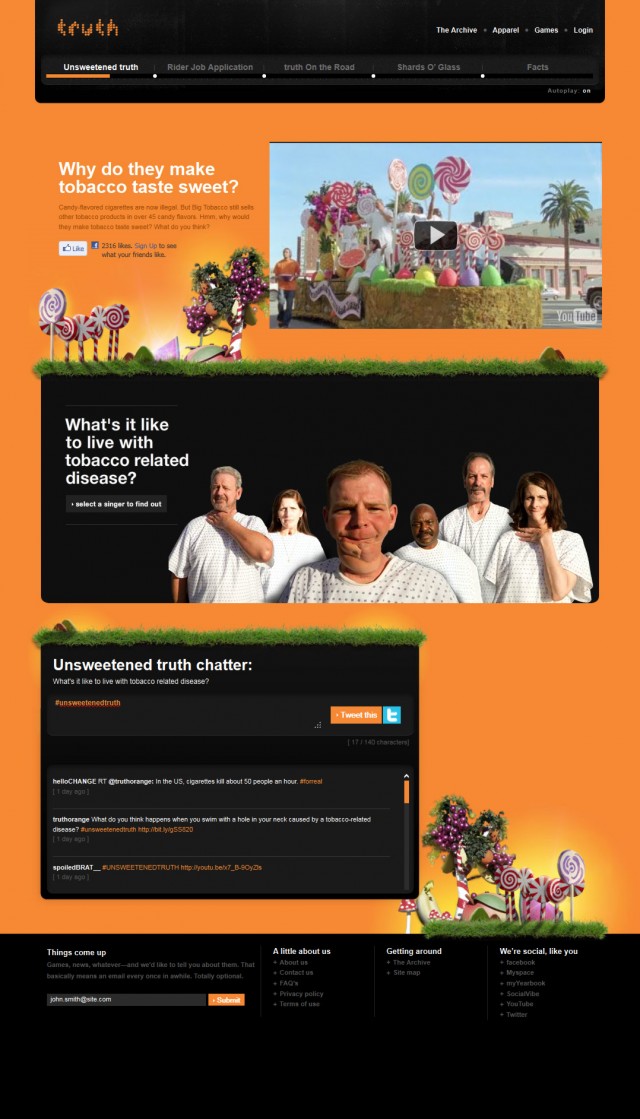 truth
The Archive + Apparel + Games + Login
Unsweetened truth
Rider Job Application
truth On the Road
Shards O' Glass
Facts
Autoplay: on
Why do they make
tobacco taste sweet?
Candy-flavored cigarettes are now illegal. But Big Tobacco still sells
other tobacco products in over 45 candy flavors. Hmm, why would
they make tobacco taste sweet? What do you think?
Like
2316 likes. Sign Up to see
what your friends like.
YouTube
What's it like
to live with
tobacco related
disease?
› select a singer to find out
Unsweetened truth chatter:
What's it like to live with tobacco related disease?
#unsweetenedtruth
› Tweet this
[ 17 / 140 characters]
helloCHANGE RT @truthorange: In the US, cigarettes kill about 50 people an hour. #forreal
[ 1 day ago ]
truthorange What do you think happens when you swim with a hole in your neck caused by a tobacco-related
disease? #unsweetenedtruth http://bit.ly/gSS820
[ 1 day ago ]
spoiledBRAT__ #UNSWEETENEDTRUTH http://youtu.be/x7_B-9OyZls
[ 1 day ago ]
Things come up
Games, news, whatever—and we'd like to tell you about them. That
basically means an email every once in awhile. Totally optional.
john.smith@site.com
› Submit
A little about us
+ About us
+ Contact us
+ FAQ's
+ Privacy policy
+ Terms of use
Getting around
+ The Archive
+ Site map
We're social, like you
+ facebook
+ Myspace
+ myYearbook
+ SocialVibe
+ YouTube
+ Twitter